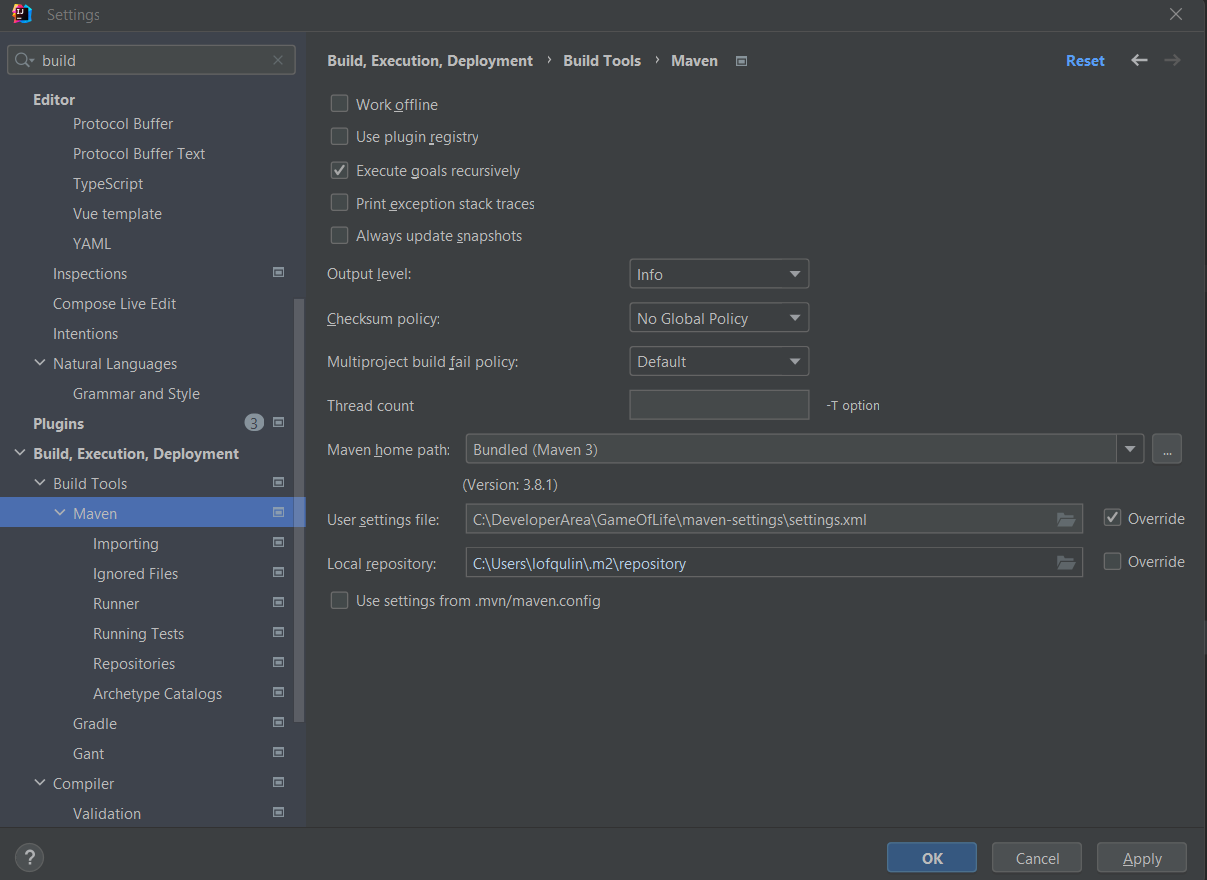 Settings
build
Editor
Protocol Buffer
Protocol Buffer Text
TypeScript
Vue template
YAML
Inspections
Compose Live Edit
Intentions
Natural Languages
Grammar and Style
Plugins
3
Build, Execution, Deployment
Build Tools
Maven
Importing
Ignored Files
Runner
Running Tests
Repositories
Archetype Catalogs
Gradle
Gant
Compiler
Validation
Build, Execution, Deployment › Build Tools › Maven
Reset
Work offline
Use plugin registry
Execute goals recursively
Print exception stack traces
Always update snapshots
Output level: Info
Checksum policy: No Global Policy
Multiproject build fail policy: Default
Thread count -T option
Maven home path: Bundled (Maven 3) ...
(Version: 3.8.1)
User settings file: C:\DeveloperArea\GameOfLife\maven-settings\settings.xml Override
Local repository: C:\Users\lofqulin\.m2\repository Override
Use settings from .mvn/maven.config
?
OK Cancel Apply